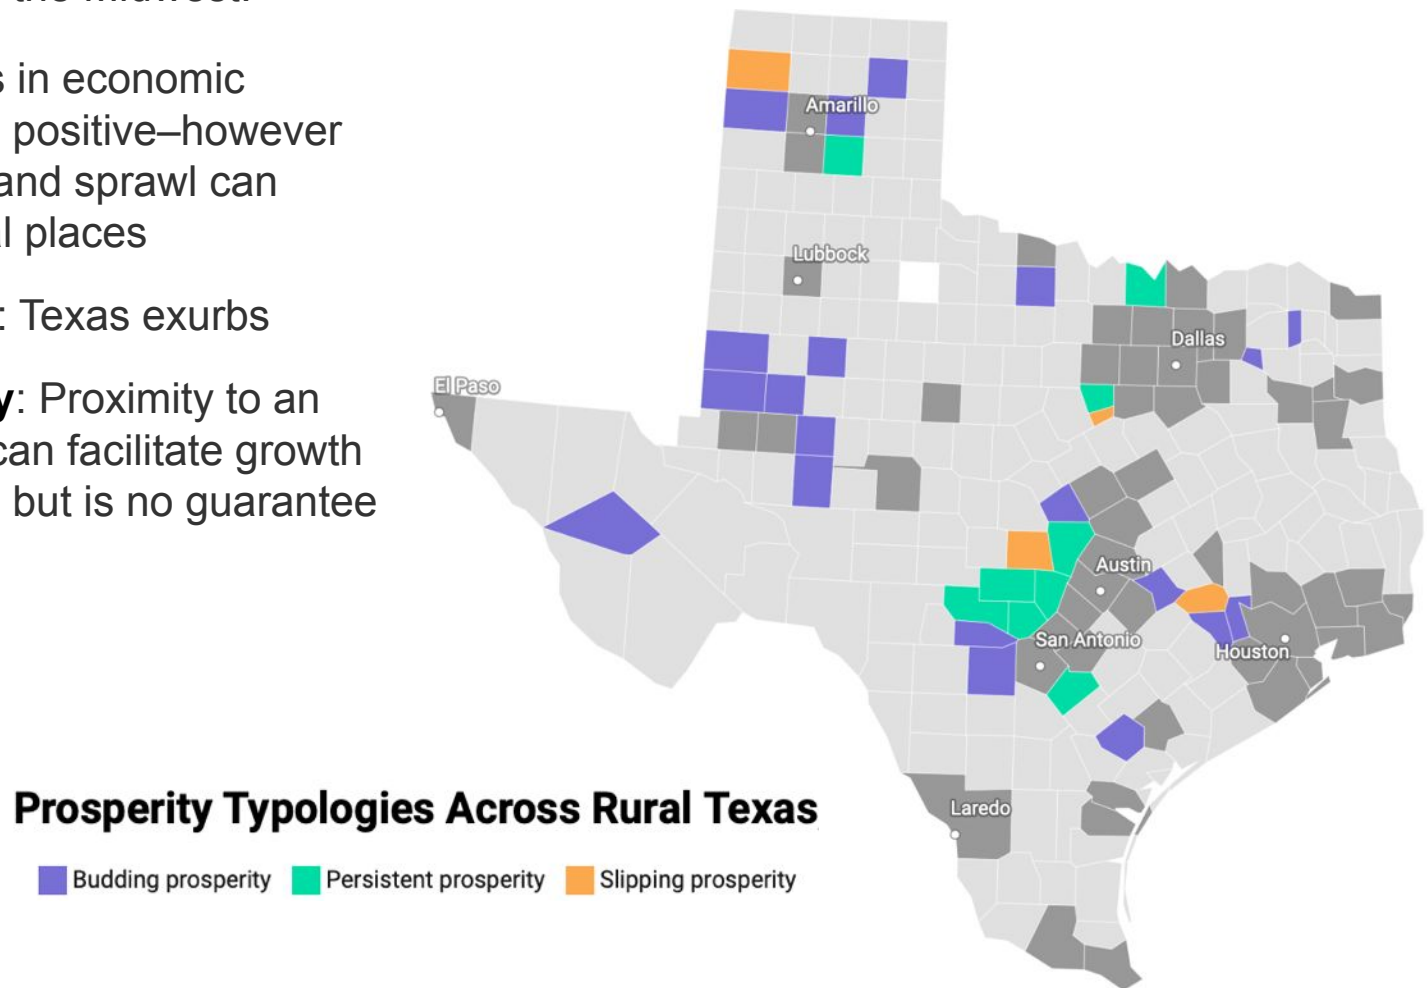 s in economic
positive–however
and sprawl can
l places
: Texas exurbs
y: Proximity to an
can facilitate growth
but is no guarantee
Amarillo
Lubbock
Dallas
El Paso
Austin
San Antonio
Houston
Laredo
Prosperity Typologies Across Rural Texas
Budding prosperity
Persistent prosperity
Slipping prosperity